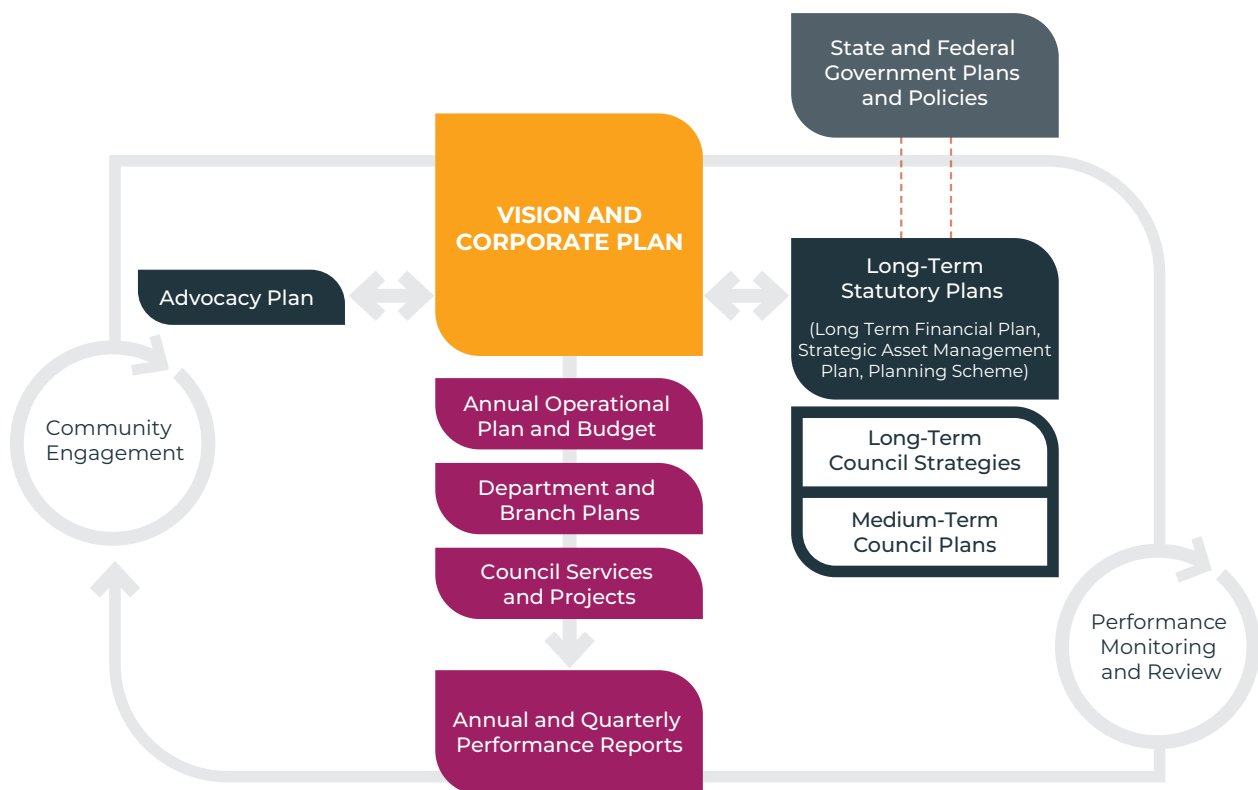 State and Federal
Government Plans
and Policies
VISION AND
CORPORATE PLAN
Advocacy Plan
Long-Term
Statutory Plans
(Long Term Financial Plan,
Strategic Asset Management
Plan, Planning Scheme)
Annual Operational
Plan and Budget
Community
Engagement
Long-Term
Council Strategies
Department and
Branch Plans
Medium-Term
Council Plans
Council Services
and Projects
Performance
Monitoring
and Review
Annual and Quarterly
Performance Reports